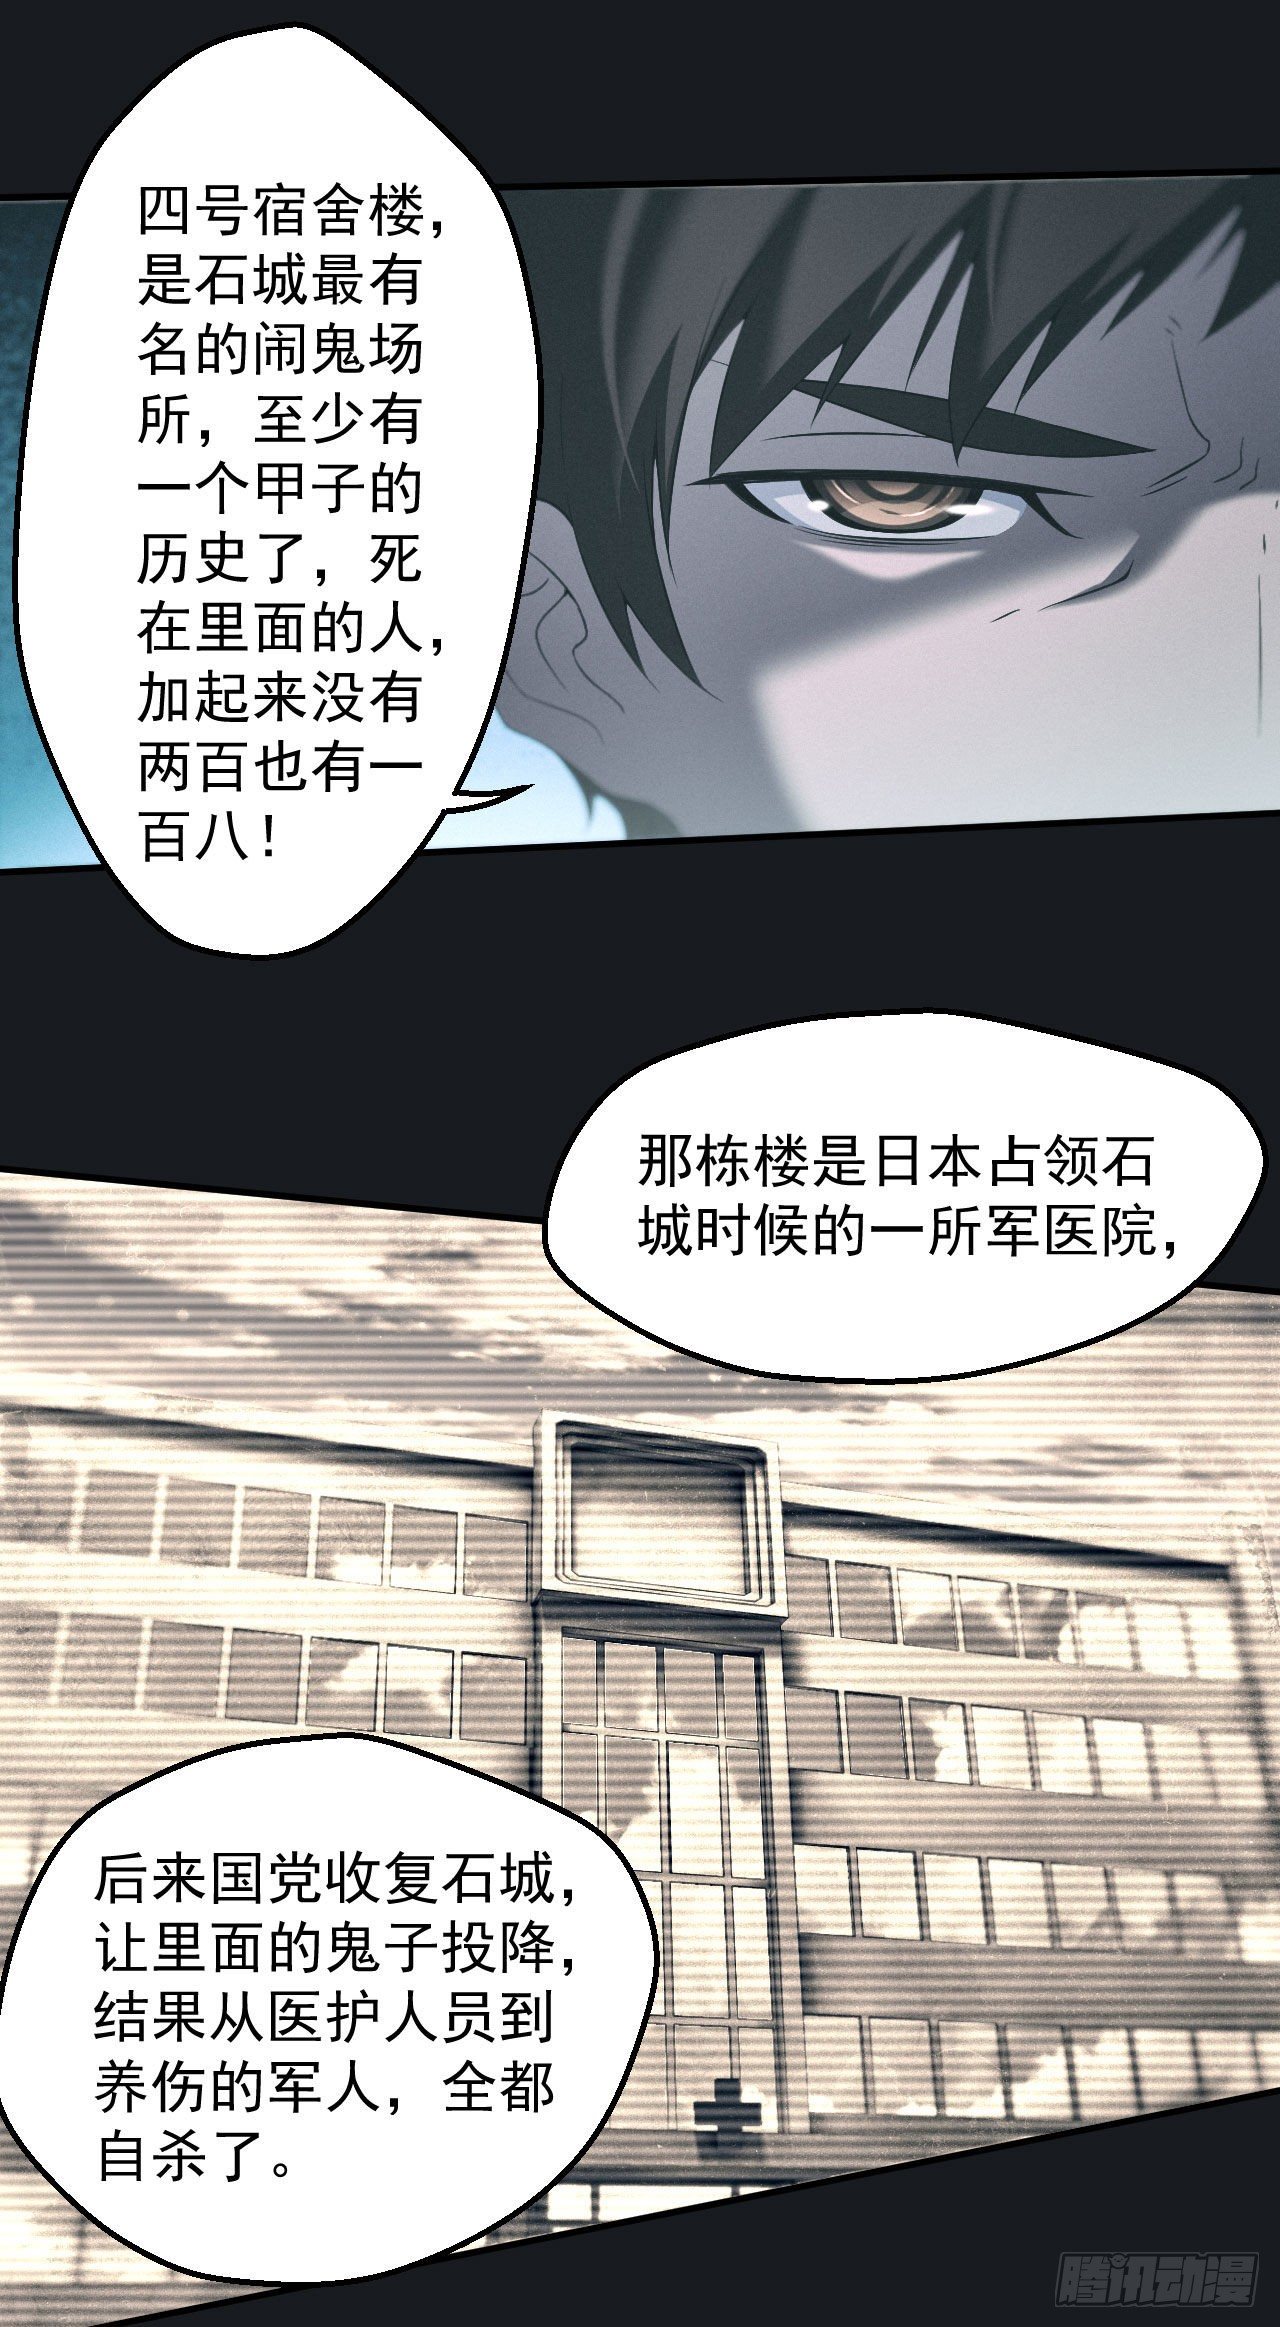 四号宿舍楼，
是石城最有
名的闹鬼场
所，至少有
一个甲子的
历史了，死
在里面的人，
加起来没有
两百也有一
百八！
那栋楼是日本占领石
城时候的一所军医院，
后来国党收复石城，
让里面的鬼子投降，
结果从医护人员到
养伤的军人，全都
自杀了。
腾讯动漫